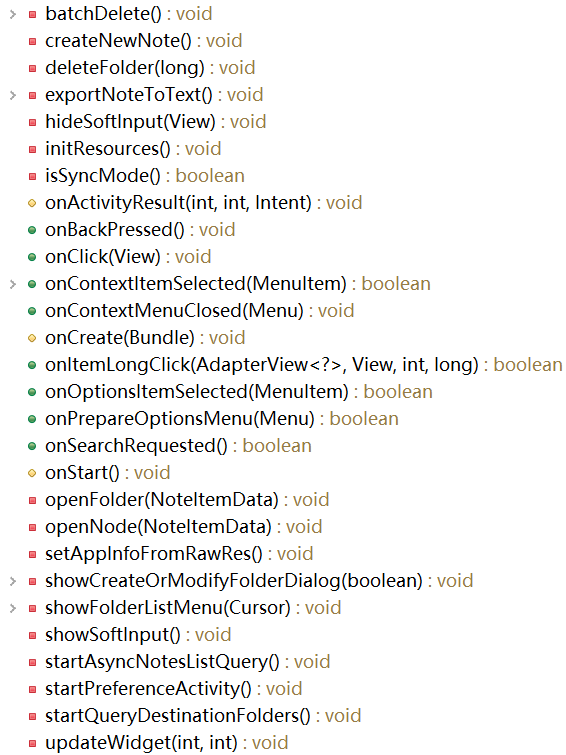 batchDelete() : void
createNewNote() : void
deleteFolder(long) : void
exportNoteToText() : void
hideSoftInput(View) : void
initResources() : void
isSyncMode() : boolean
onActivityResult(int, int, Intent) : void
onBackPressed() : void
onClick(View) : void
onContextItemSelected(MenuItem) : boolean
onContextMenuClosed(Menu) : void
onCreate(Bundle) : void
onItemLongClick(AdapterView<?>, View, int, long) : boolean
onOptionsItemSelected(MenuItem) : boolean
onPrepareOptionsMenu(Menu) : boolean
onSearchRequested() : boolean
onStart() : void
openFolder(NoteItemData) : void
openNode(NoteItemData) : void
setAppInfoFromRawRes() : void
showCreateOrModifyFolderDialog(boolean) : void
showFolderListMenu(Cursor) : void
showSoftInput() : void
startAsyncNotesListQuery() : void
startPreferenceActivity() : void
startQueryDestinationFolders() : void
updateWidget(int, int) : void